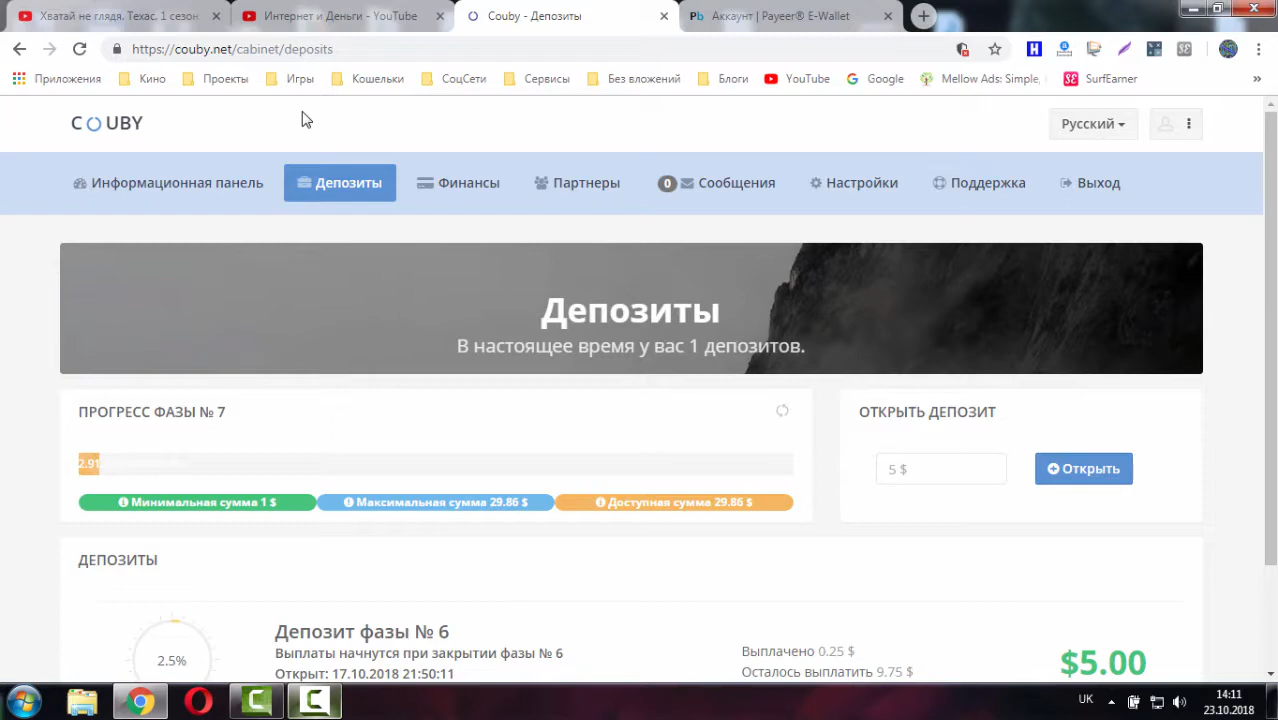 Хватай не глядя. Техас. 1 сезон
Интернет и Деньги - YouTube
Couby - Депозиты
Аккаунт | Payeer® E-Wallet
https://couby.net/cabinet/deposits
Приложения Кино Проекты Игры Кошельки СоцСети Сервисы Без вложений Блоги YouTube Google Mellow Ads: Simple, SurfEarner »
COUBY
Русский
Информационная панель Депозиты Финансы Партнеры 0 Сообщения Настройки Поддержка Выход
Депозиты
В настоящее время у вас 1 депозитов.
ПРОГРЕСС ФАЗЫ № 7
ОТКРЫТЬ ДЕПОЗИТ
2.91
5 $
Открыть
Минимальная сумма 1 $ Максимальная сумма 29.86 $ Доступная сумма 29.86 $
ДЕПОЗИТЫ
2.5%
Депозит фазы № 6
Выплаты начнутся при закрытии фазы № 6
Открыт: 17.10.2018 21:50:11
Выплачено 0.25 $
Осталось выплатить 9.75 $
$5.00
UK
14:11
23.10.2018